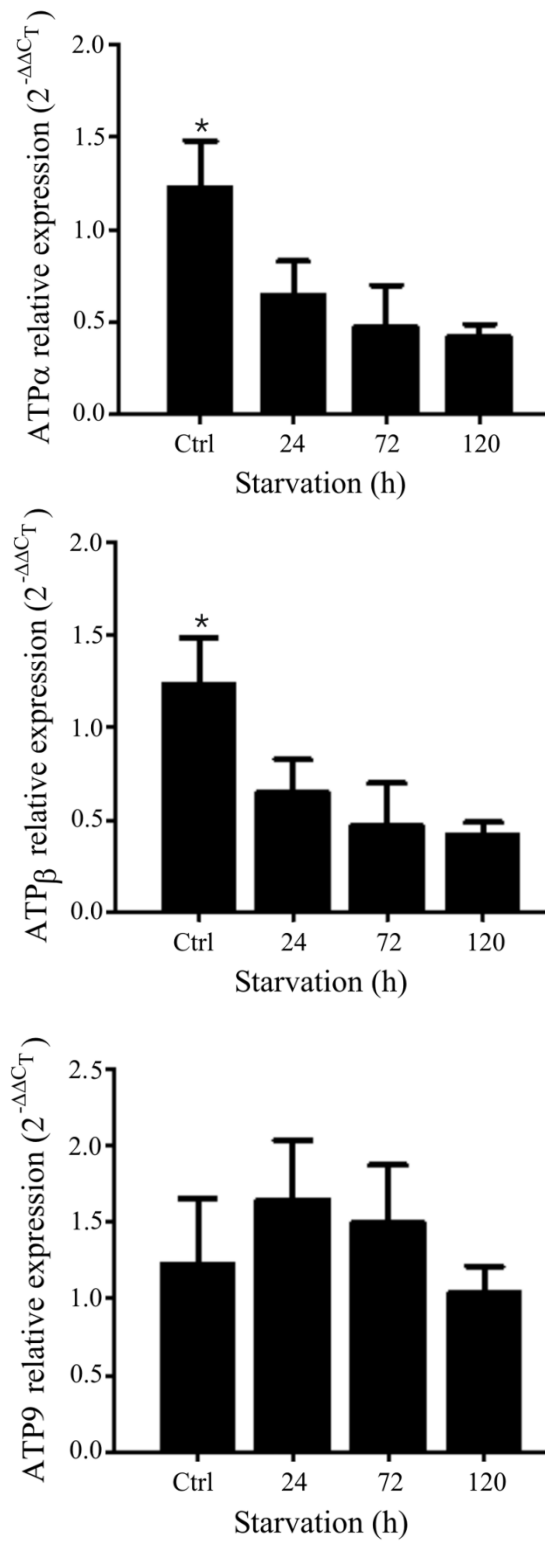 ATPα relative expression (2^-ΔΔC_T)
2.0
1.5
1.0
0.5
0.0
*
Ctrl 24 72 120
Starvation (h)
ATPβ relative expression (2^-ΔΔC_T)
2.0
1.5
1.0
0.5
0.0
*
Ctrl 24 72 120
Starvation (h)
ATP9 relative expression (2^-ΔΔC_T)
2.5
2.0
1.5
1.0
0.5
0.0
Ctrl 24 72 120
Starvation (h)